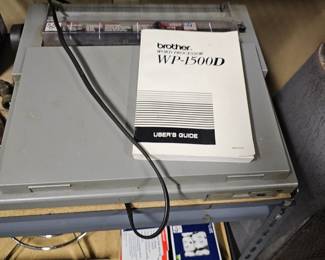 brother
WORD PROCESSOR
WP-1500D
USER'S GUIDE